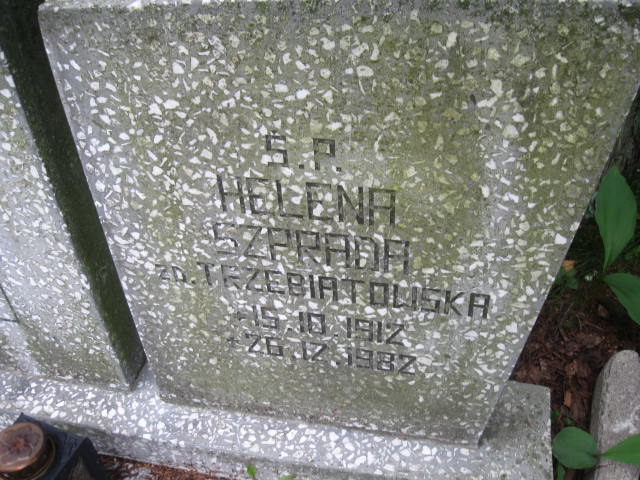 S.P.
HELENA
SZPRADA
ZD. TRZEBIATOWSKA
*15.10.1912
+26.12.1982